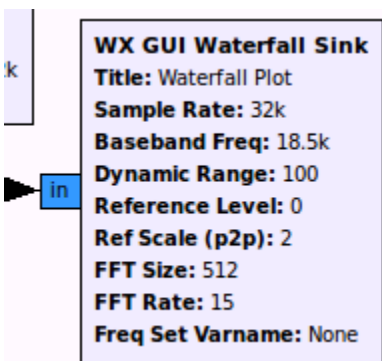 k
WX GUI Waterfall Sink
Title: Waterfall Plot
Sample Rate: 32k
Baseband Freq: 18.5k
Dynamic Range: 100
in
Reference Level: 0
Ref Scale (p2p): 2
FFT Size: 512
FFT Rate: 15
Freq Set Varname: None